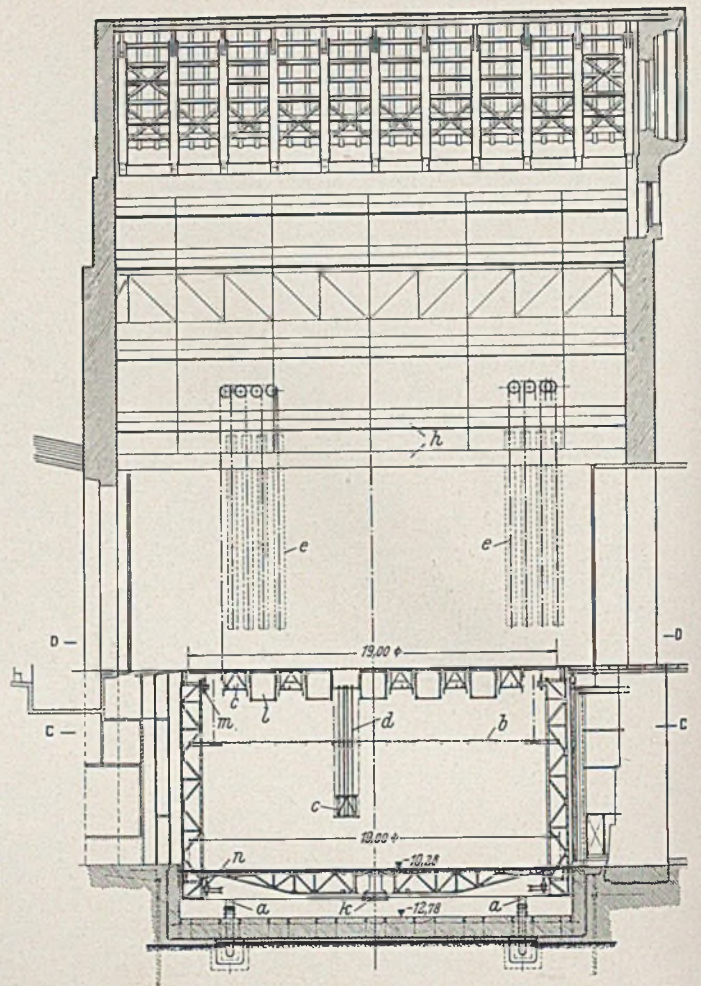 h
e e
D D
19,00 ϕ
c l
m d b
C C
c
19,00 ϕ
n -10,28
a k a
-12,78